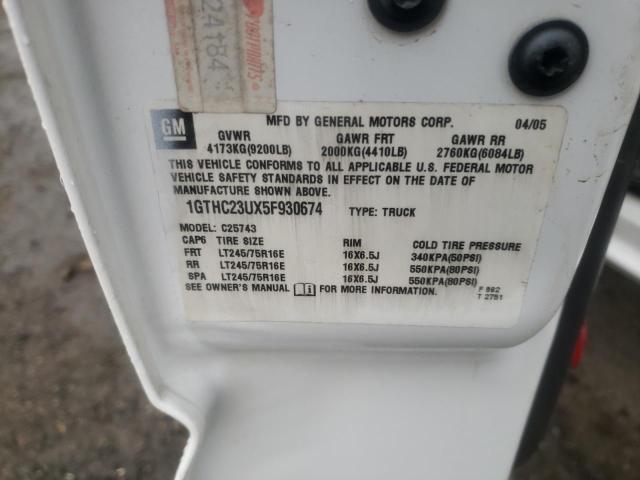 24184
GM
MFD BY GENERAL MOTORS CORP. 04/05
GVWR GAWR FRT GAWR RR
4173KG(9200LB) 2000KG(4410LB) 2760KG(6084LB)
THIS VEHICLE CONFORMS TO ALL APPLICABLE U.S. FEDERAL MOTOR
VEHICLE SAFETY STANDARDS IN EFFECT ON THE DATE OF
MANUFACTURE SHOWN ABOVE.
1GTHC23UX5F930674 TYPE: TRUCK
MODEL: C25743
CAP6 TIRE SIZE RIM COLD TIRE PRESSURE
FRT LT245/75R16E 16X6.5J 340KPA(50PSI)
RR LT245/75R16E 16X6.5J 550KPA(80PSI)
SPA LT245/75R16E 16X6.5J 550KPA(80PSI)
SEE OWNER'S MANUAL FOR MORE INFORMATION. F 992
T 2751